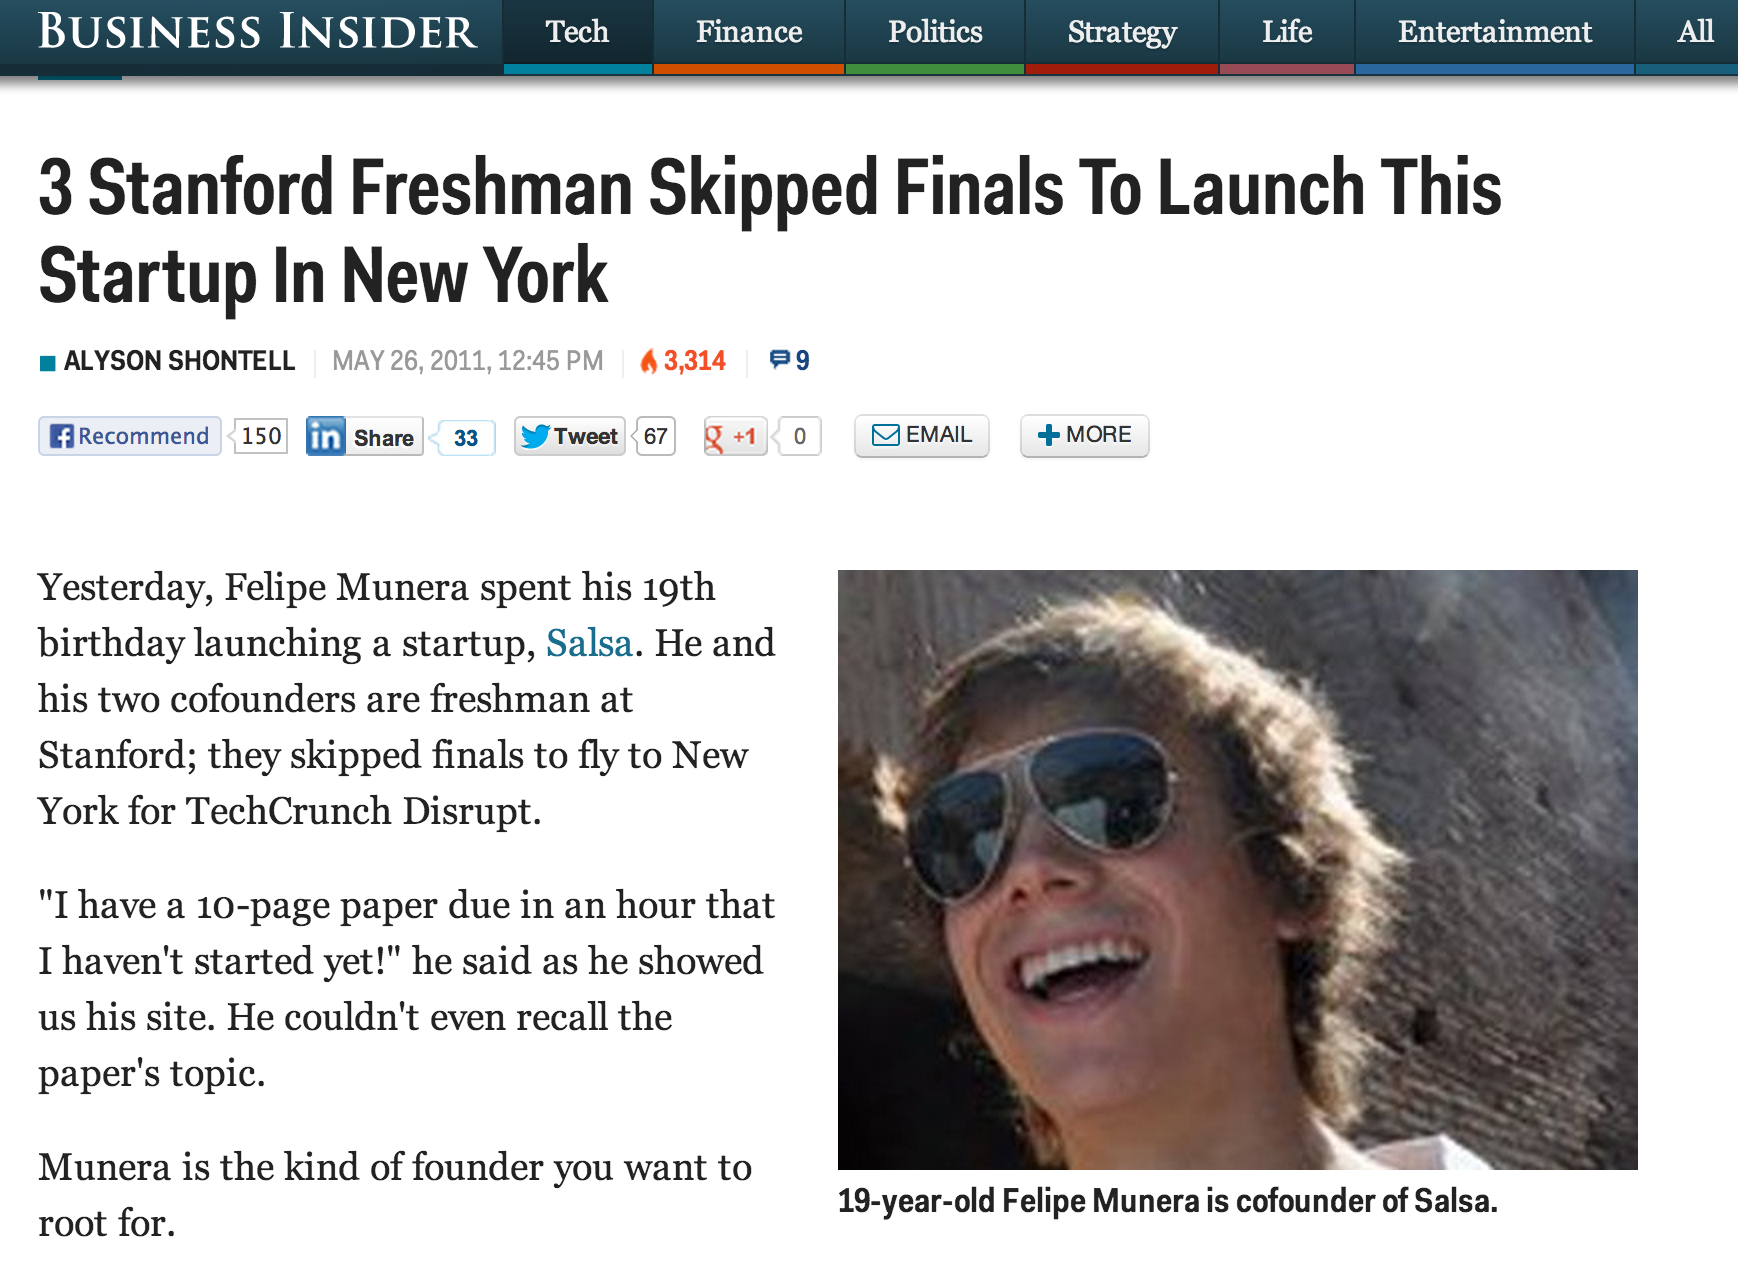 BUSINESS INSIDER
Tech
Finance
Politics
Strategy
Life
Entertainment
All
3 Stanford Freshman Skipped Finals To Launch This
Startup In New York
ALYSON SHONTELL
MAY 26, 2011, 12:45 PM
3,314
9
Recommend
150
in Share
33
Tweet
67
g +1
0
EMAIL
+ MORE
Yesterday, Felipe Munera spent his 19th
birthday launching a startup, Salsa. He and
his two cofounders are freshman at
Stanford; they skipped finals to fly to New
York for TechCrunch Disrupt.
"I have a 10-page paper due in an hour that
I haven't started yet!" he said as he showed
us his site. He couldn't even recall the
paper's topic.
Munera is the kind of founder you want to
root for.
19-year-old Felipe Munera is cofounder of Salsa.